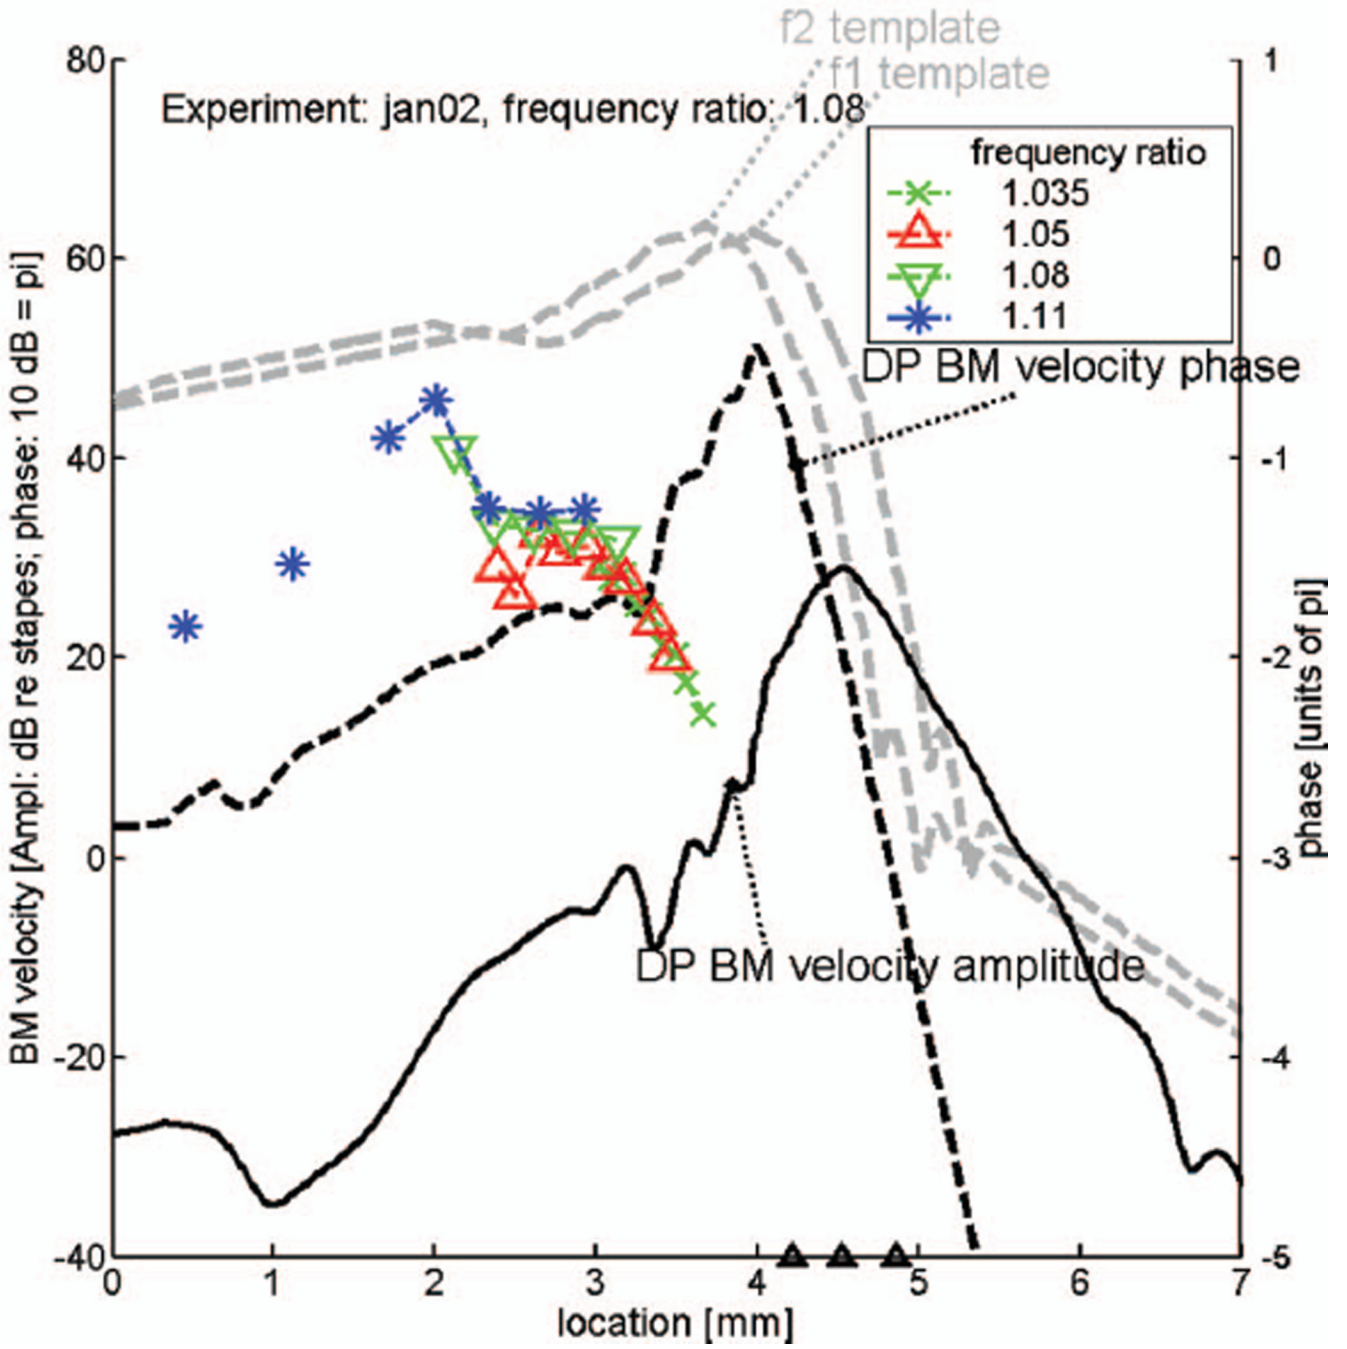 f2 template
f1 template
Experiment: jan02, frequency ratio: 1.08
frequency ratio
1.035
1.05
1.08
1.11
DP BM velocity phase
DP BM velocity amplitude
BM velocity [Ampl: dB re stapes; phase: 10 dB = pi]
80
60
40
20
0
-20
-40
1
0
-1
-2
-3
-4
-5
phase [units of pi]
0 1 2 3 4 5 6 7
location [mm]